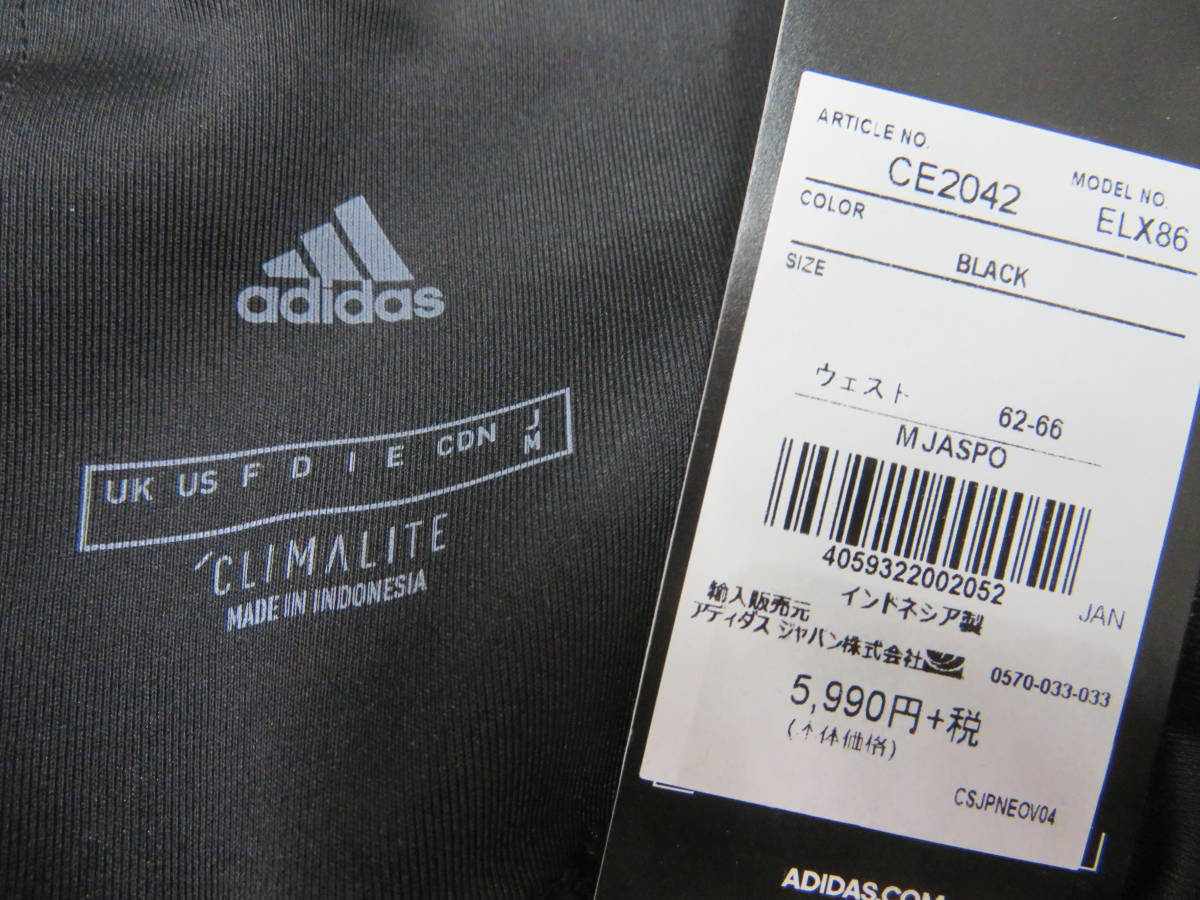 adidas
UK US F D I E CDN J
M
CLIMALITE
MADE IN INDONESIA
ARTICLE NO.
MODEL NO.
CE2042
ELX86
COLOR
BLACK
SIZE
ウェスト 62-66
M JASPO
4059322002052
インドネシア製
JAN
輸入販売元
アディダス ジャパン株式会社
0570-033-033
5,990円+税
(本体価格)
CSJPNEOV04
ADIDAS.COM